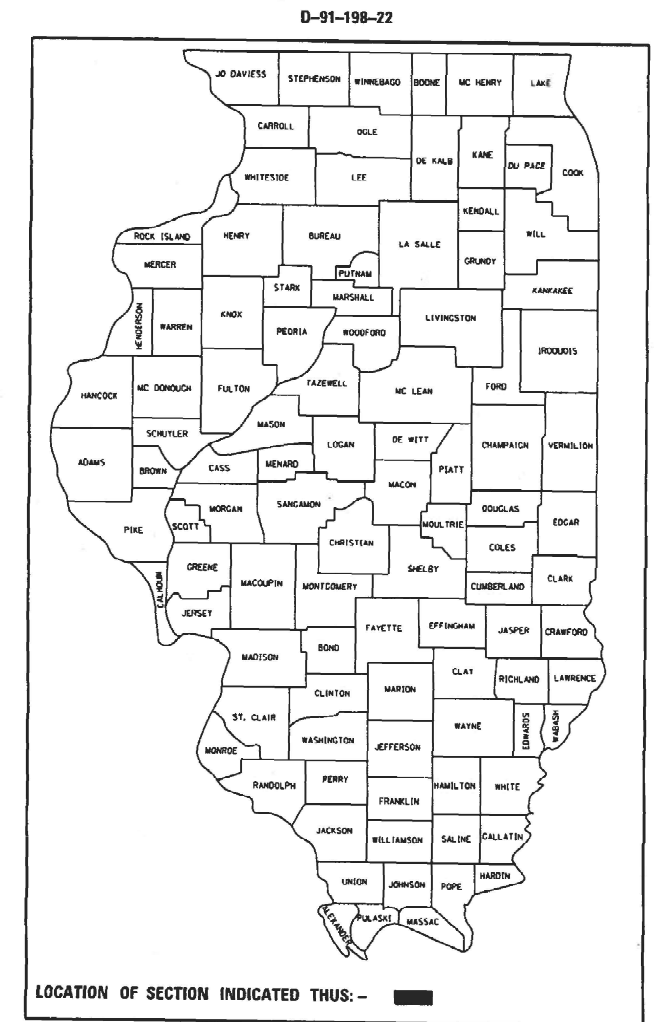 D-91-198-22
JO DAVIESS STEPHENSON WINNEBAGO BOONE MC HENRY LAKE
CARROLL OGLE
DE KALB KANE DU PAGE COOK
WHITESIDE LEE
KENDALL
ROCK ISLAND HENRY BUREAU LA SALLE WILL
MERCER PUTNAM GRUNDY
STARK MARSHALL KANKAKEE
HENDERSON WARREN KNOX PEORIA WOODFORD LIVINGSTON
IROQUOIS
HANCOCK MC DONOUGH FULTON TAZEWELL MC LEAN FORD
SCHUYLER MASON
ADAMS BROWN CASS MENARD LOGAN DE WITT CHAMPAIGN VERMILION
PIATT
MACON
PIKE SCOTT MORGAN SANGAMON DOUGLAS
MOULTRIE EDGAR
CHRISTIAN COLES
CALHOUN GREENE MACOUPIN MONTGOMERY SHELBY CUMBERLAND CLARK
JERSEY
FAYETTE EFFINGHAM JASPER CRAWFORD
MADISON BOND
CLAY RICHLAND LAWRENCE
CLINTON MARION
ST. CLAIR WAYNE EDWARDS WABASH
MONROE WASHINGTON JEFFERSON
RANDOLPH PERRY HAMILTON WHITE
FRANKLIN
JACKSON WILLIAMSON SALINE GALLATIN
UNION JOHNSON POPE HARDIN
ALEXANDER PULASKI MASSAC
LOCATION OF SECTION INDICATED THUS: -